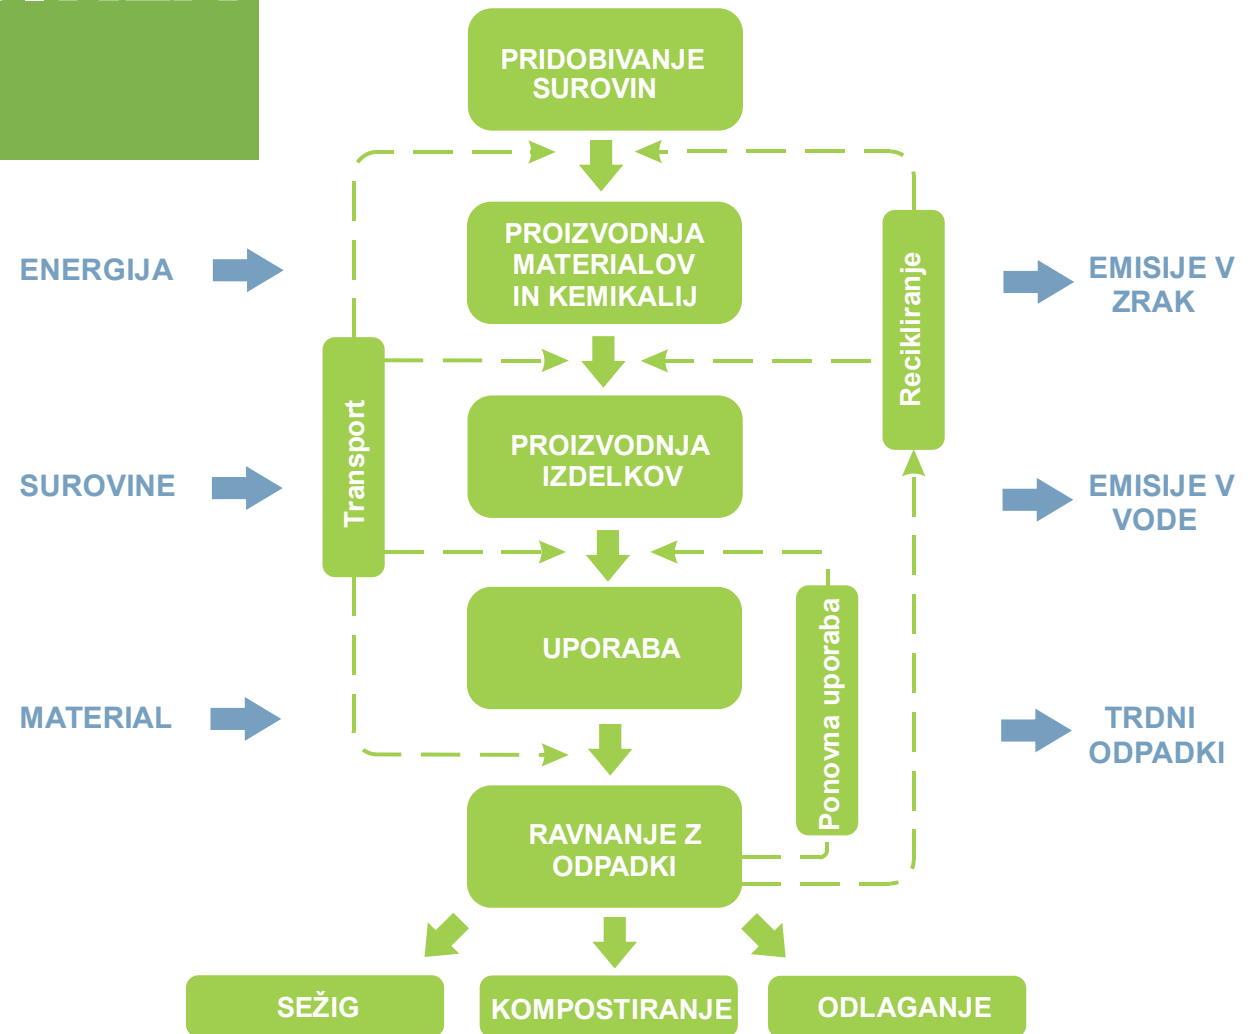 PRIDOBIVANJE
SUROVIN
PROIZVODNJA
MATERIALOV
IN KEMIKALIJ
ENERGIJA
Recikliranje
EMISIJE V
ZRAK
Transport
PROIZVODNJA
IZDELKOV
SUROVINE
EMISIJE V
VODE
UPORABA
Ponovna uporaba
MATERIAL
TRDNI
ODPADKI
RAVNANJE Z
ODPADKI
SEŽIG
KOMPOSTIRANJE
ODLAGANJE